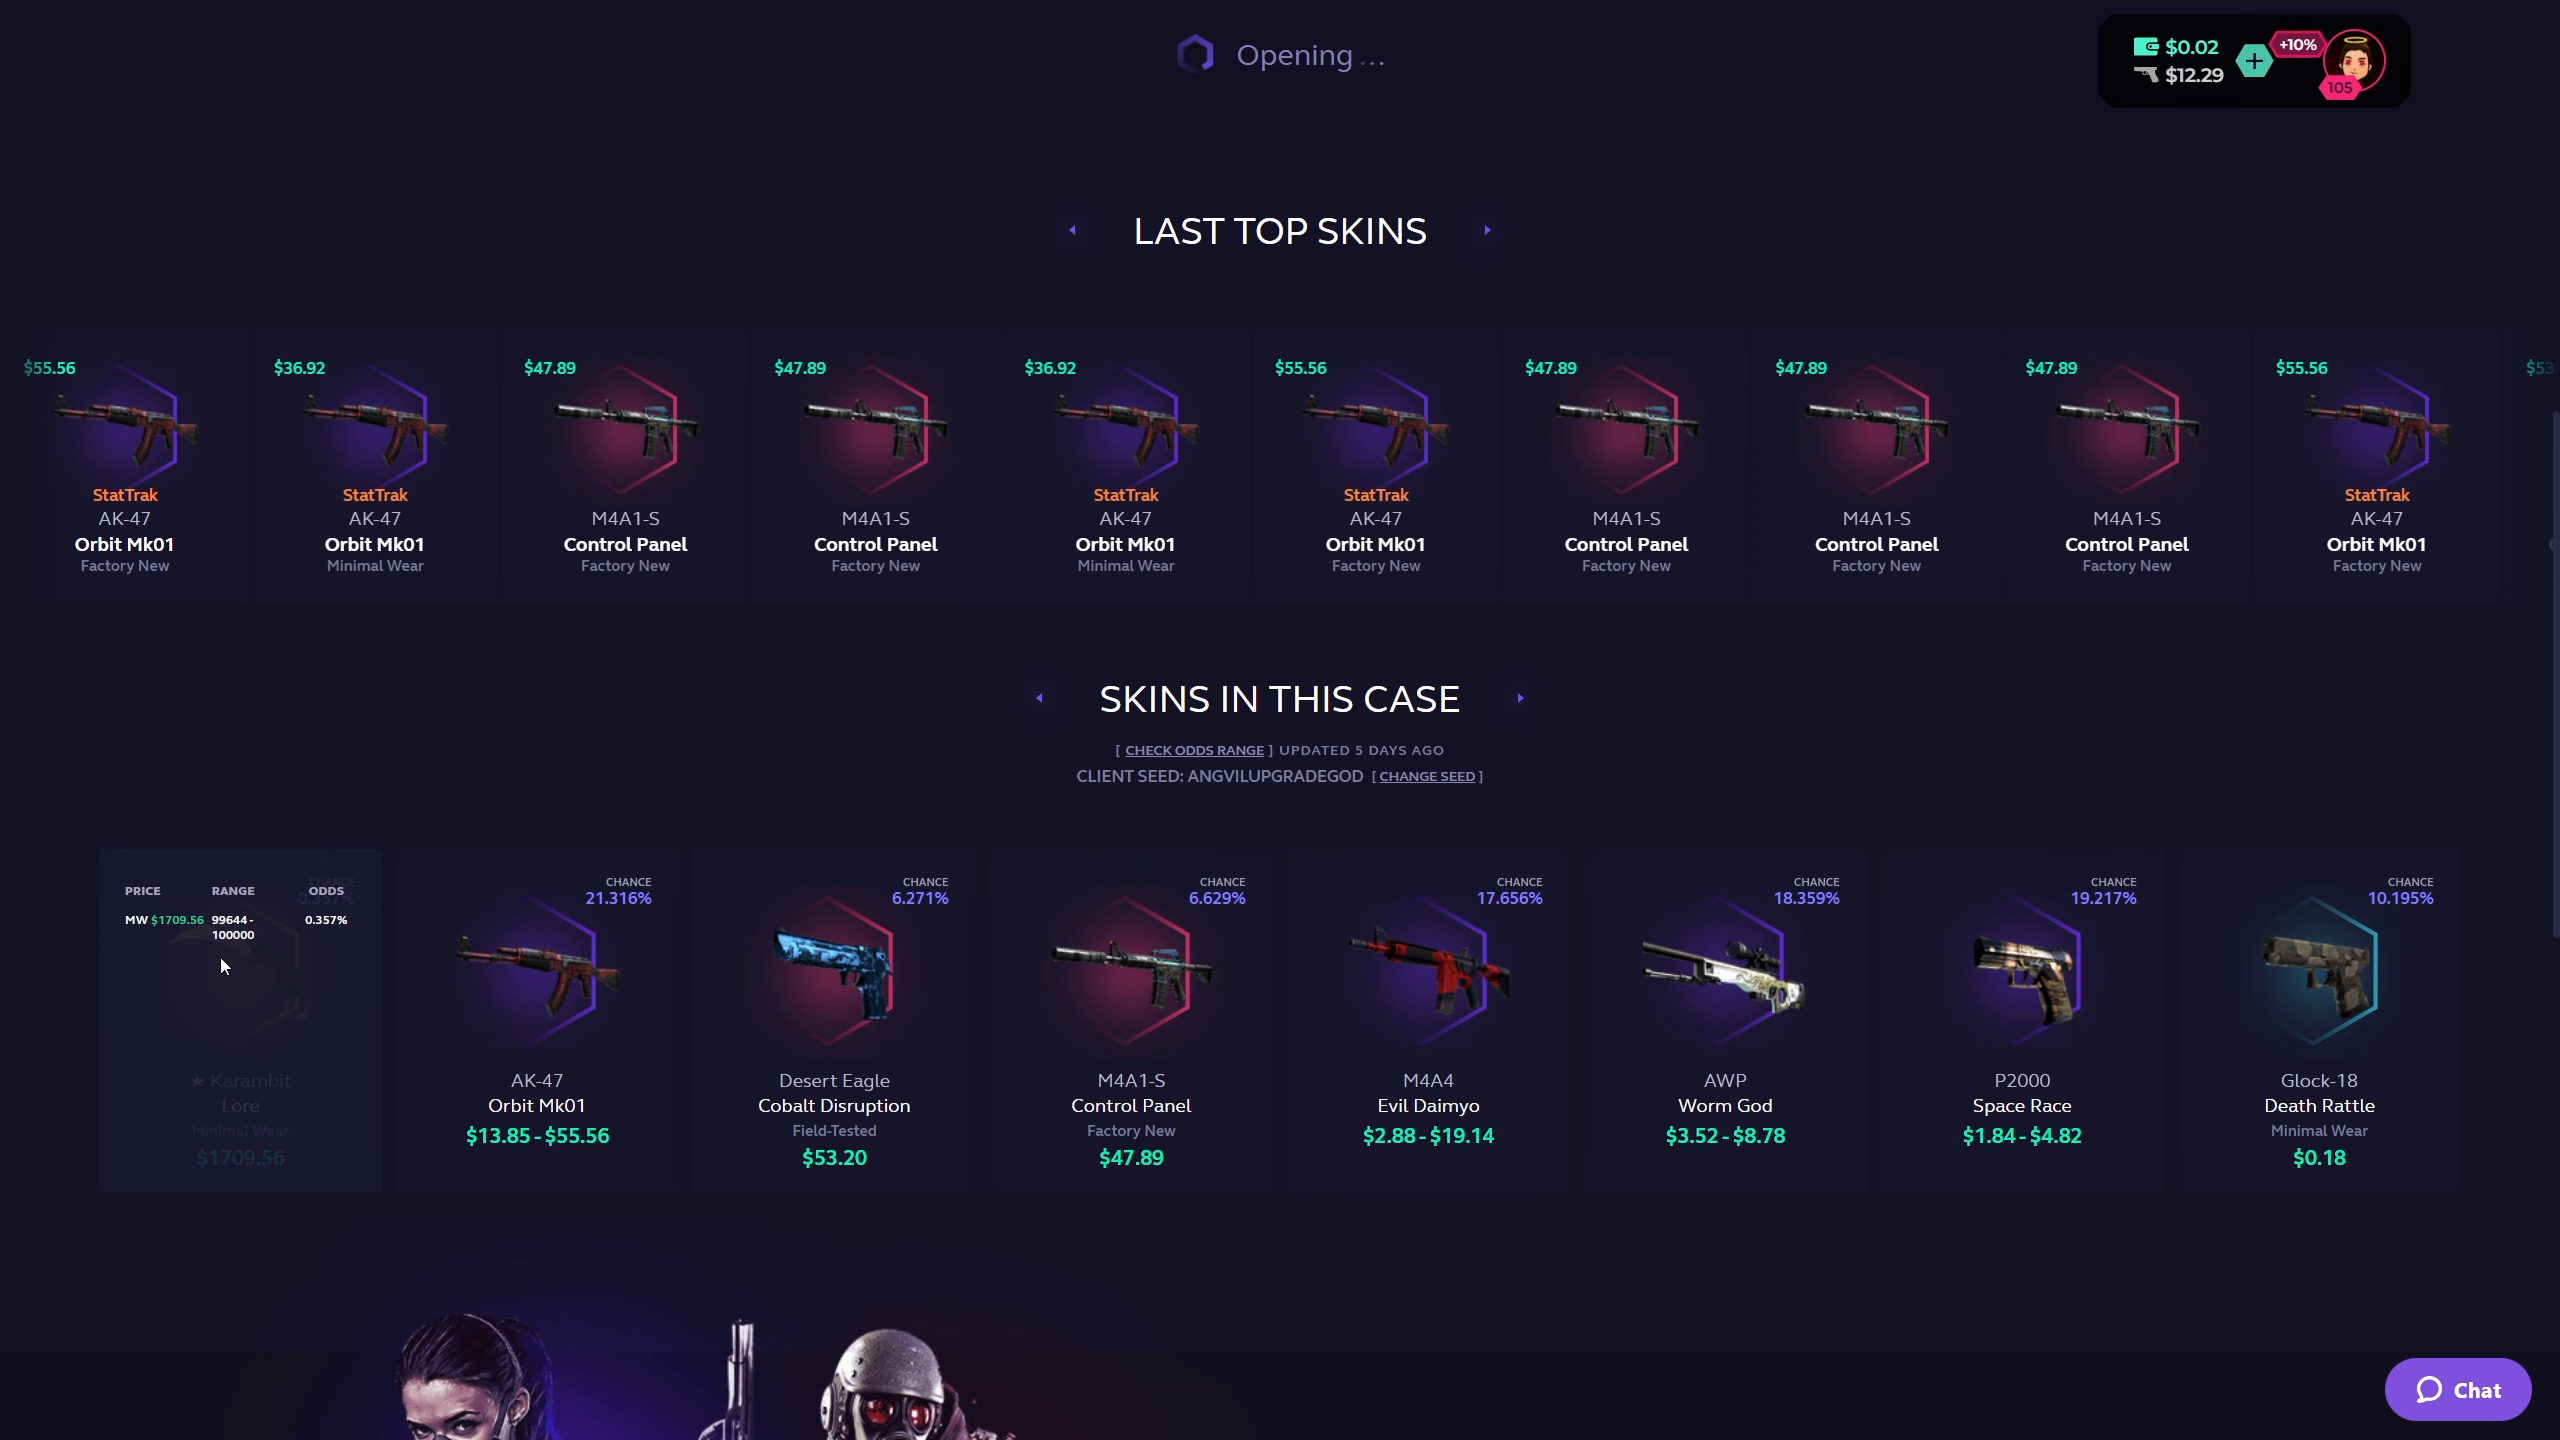 Opening ...
$0.02
$12.29
+10%
105
LAST TOP SKINS
$55.56
StatTrak
AK-47
Orbit Mk01
Factory New
$36.92
StatTrak
AK-47
Orbit Mk01
Minimal Wear
$47.89
M4A1-S
Control Panel
Factory New
$47.89
M4A1-S
Control Panel
Factory New
$36.92
StatTrak
AK-47
Orbit Mk01
Minimal Wear
$55.56
StatTrak
AK-47
Orbit Mk01
Factory New
$47.89
M4A1-S
Control Panel
Factory New
$47.89
M4A1-S
Control Panel
Factory New
$47.89
M4A1-S
Control Panel
Factory New
$55.56
StatTrak
AK-47
Orbit Mk01
Factory New
$53
SKINS IN THIS CASE
[ CHECK ODDS RANGE ] UPDATED 5 DAYS AGO
CLIENT SEED: ANGVILUPGRADEGOD [ CHANGE SEED ]
CHANCE
0.357%
PRICE RANGE ODDS
MW $1709.56 99644 - 0.357%
100000
★ Karambit
Lore
Minimal Wear
$1709.56
CHANCE
21.316%
AK-47
Orbit Mk01
$13.85 - $55.56
CHANCE
6.271%
Desert Eagle
Cobalt Disruption
Field-Tested
$53.20
CHANCE
6.629%
M4A1-S
Control Panel
Factory New
$47.89
CHANCE
17.656%
M4A4
Evil Daimyo
$2.88 - $19.14
CHANCE
18.359%
AWP
Worm God
$3.52 - $8.78
CHANCE
19.217%
P2000
Space Race
$1.84 - $4.82
CHANCE
10.195%
Glock-18
Death Rattle
Minimal Wear
$0.18
Chat